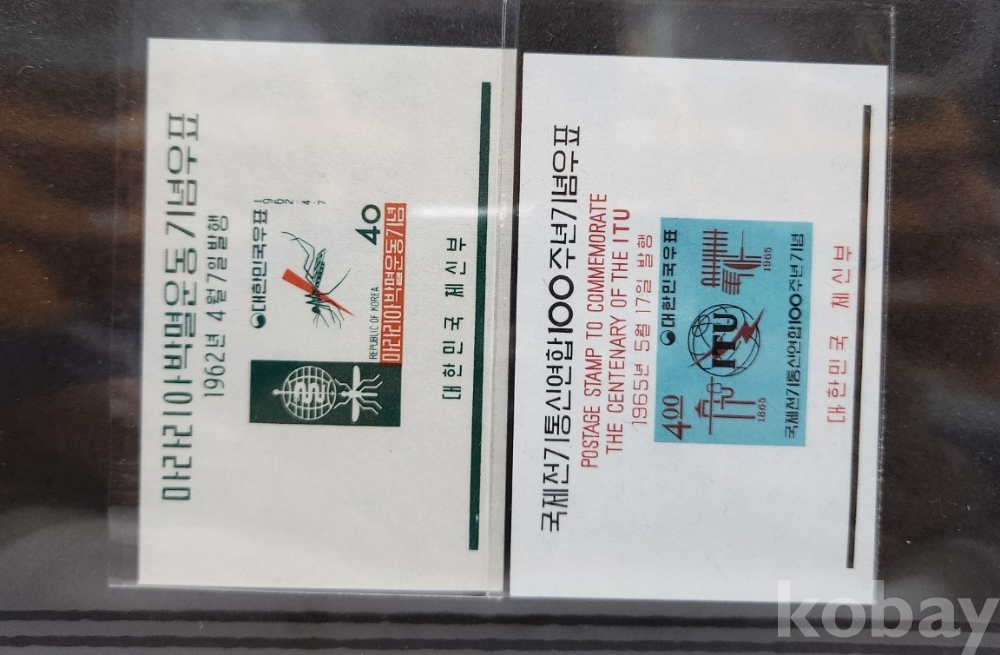 마라리아박멸운동기념우표
1962년 4월 7일발행
대한민국우표
1962·4·7
40
REPUBLIC OF KOREA
마라리아박멸운동기념
대한민국 체신부
국제전기통신연합100주년기념우표
POSTAGE STAMP TO COMMEMORATE
THE CENTENARY OF THE ITU
1965년 5월 17일 발행
400
대한민국우표
1865
ITU
1965
국제전기통신연합100주년기념
대한민국 체신부
kobay